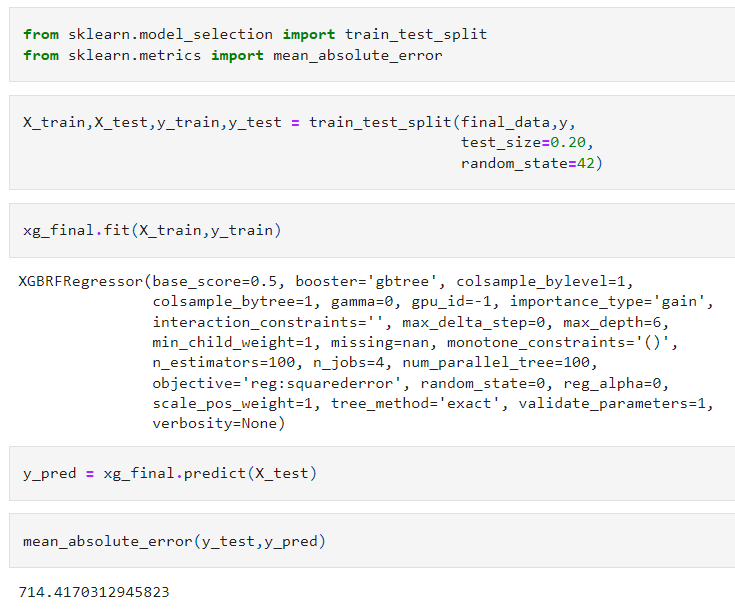 from sklearn.model_selection import train_test_split
from sklearn.metrics import mean_absolute_error
X_train,X_test,y_train,y_test = train_test_split(final_data,y,
test_size=0.20,
random_state=42)
xg_final.fit(X_train,y_train)
XGBRFRegressor(base_score=0.5, booster='gbtree', colsample_bylevel=1,
colsample_bytree=1, gamma=0, gpu_id=-1, importance_type='gain',
interaction_constraints='', max_delta_step=0, max_depth=6,
min_child_weight=1, missing=nan, monotone_constraints='()',
n_estimators=100, n_jobs=4, num_parallel_tree=100,
objective='reg:squarederror', random_state=0, reg_alpha=0,
scale_pos_weight=1, tree_method='exact', validate_parameters=1,
verbosity=None)
y_pred = xg_final.predict(X_test)
mean_absolute_error(y_test,y_pred)
714.4170312945823